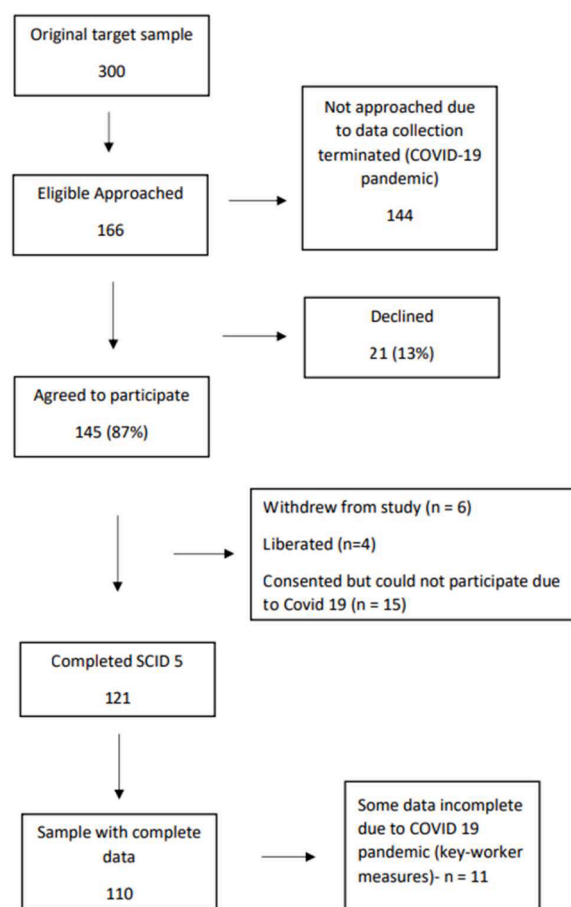 Original target sample
300
Not approached due
to data collection
terminated (COVID-19
pandemic)
144
Eligible Approached
166
Declined
21 (13%)
Agreed to participate
145 (87%)
Withdrew from study (n = 6)
Liberated (n=4)
Consented but could not participate due
to Covid 19 (n = 15)
Completed SCID 5
121
Some data incomplete
due to COVID 19
pandemic (key-worker
measures)- n = 11
Sample with complete
data
110